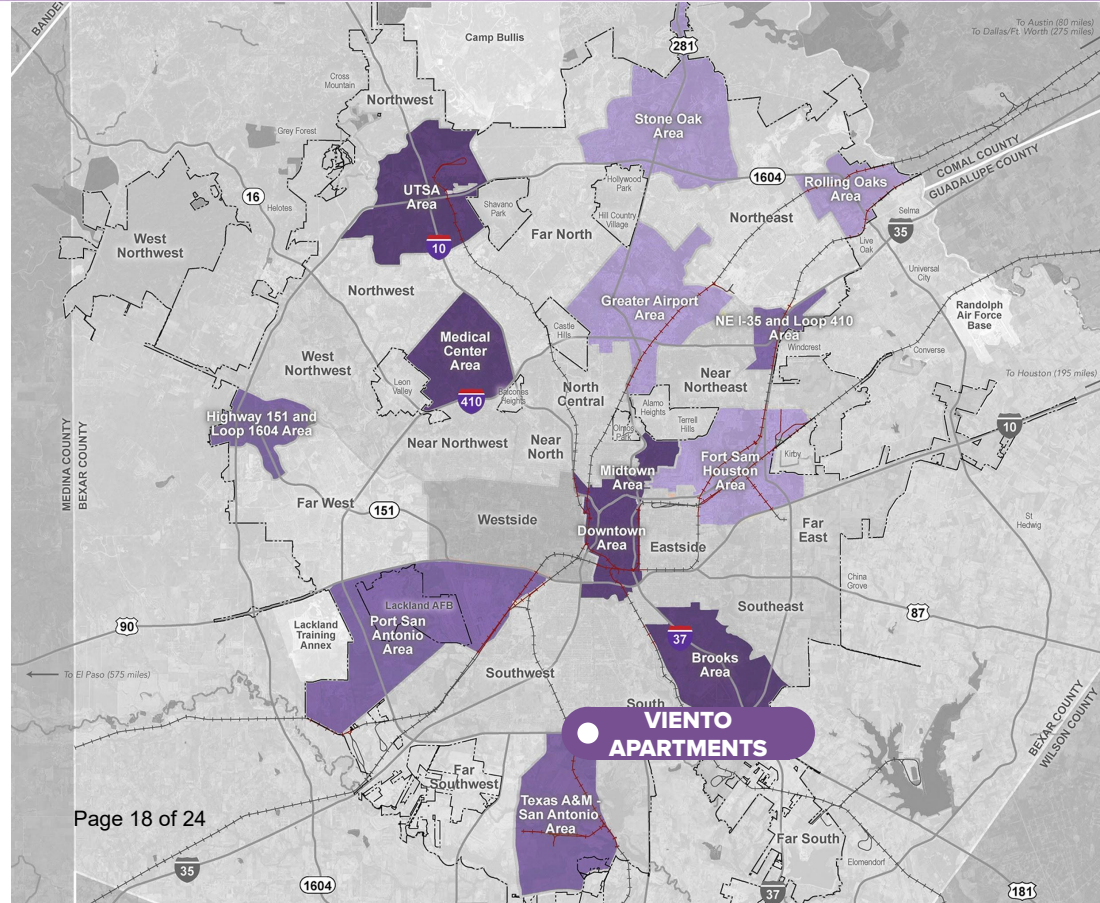 BANDE
Camp Bullis
281
To Austin (80 miles)
To Dallas/Ft. Worth (275 miles)
Cross
Mountain
Northwest
Grey Forest
Stone Oak
Area
COMAL COUNTY
GUADALUPE COUNTY
1604
Hollywood
Park
Rolling Oaks
Area
16
Helotes
UTSA
Area
Shavano
Park
Hill Country
Village
Northeast
Selma
35
Far North
Live
Oak
West
Northwest
10
Universal
City
Northwest
Greater Airport
Area
NE I-35 and Loop 410
Area
Randolph
Air Force
Base
Castle
Hills
Windcrest
Converse
Medical
Center
Area
West
Northwest
Near
Northeast
To Houston (195 miles)
Leon
Valley
410
Balcones
Heights
North
Central
Alamo
Heights
Terrell
Hills
Olmos
Park
Highway 151 and
Loop 1604 Area
10
Near Northwest
Near
North
Kirby
MEDINA COUNTY
BEXAR COUNTY
Midtown
Area
Fort Sam
Houston
Area
Far West
151
Westside
Downtown
Area
Eastside
Far
East
St
Hedwig
China
Grove
Lackland AFB
Southeast
87
90
Lackland
Training
Annex
Port San
Antonio
Area
37
Brooks
Area
To El Paso (575 miles)
Southwest
South
VIENTO
APARTMENTS
BEXAR COUNTY
WILSON COUNTY
Far
Southwest
Texas A&M -
San Antonio
Area
Page 18 of 24
Far South
Elomendorf
35
1604
37
181